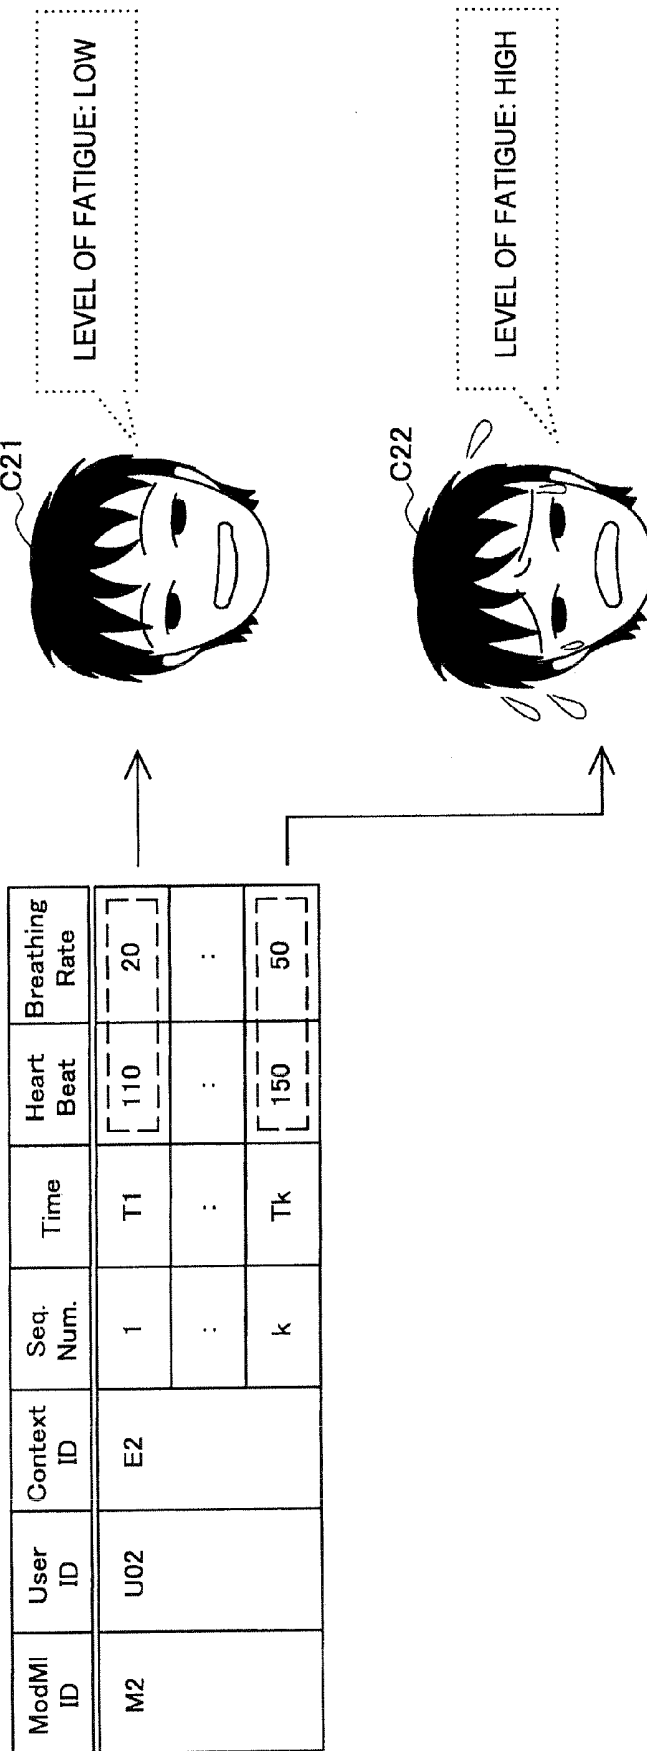 ModMl
ID
User
ID
Context
ID
Seq.
Num.
Time
Heart
Beat
Breathing
Rate
M2
U02
E2
1
T1
110
20
:
:
:
:
k
Tk
150
50
C21
LEVEL OF FATIGUE: LOW
C22
LEVEL OF FATIGUE: HIGH